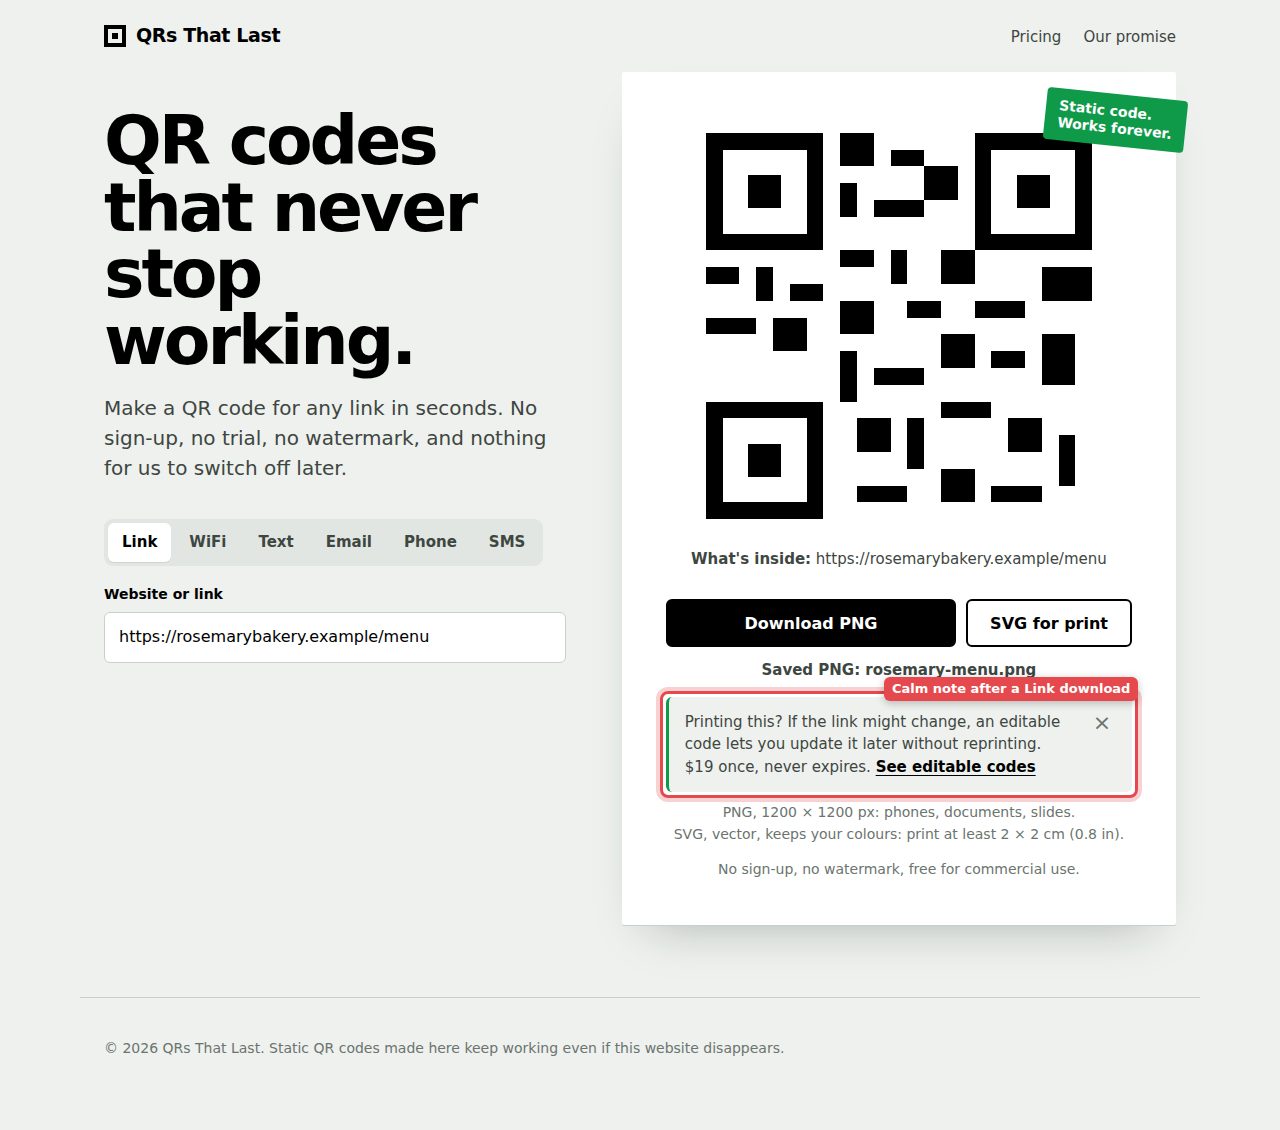 QRs That Last
Pricing
Our promise
QR codes
that never
stop
working.
Make a QR code for any link in seconds. No
sign-up, no trial, no watermark, and nothing
for us to switch off later.
Link
WiFi
Text
Email
Phone
SMS
Website or link
https://rosemarybakery.example/menu
Static code.
Works forever.
What's inside: https://rosemarybakery.example/menu
Download PNG
SVG for print
Saved PNG: rosemary-menu.png
Calm note after a Link download
Printing this? If the link might change, an editable
code lets you update it later without reprinting.
$19 once, never expires. See editable codes
PNG, 1200 × 1200 px: phones, documents, slides.
SVG, vector, keeps your colours: print at least 2 × 2 cm (0.8 in).
No sign-up, no watermark, free for commercial use.
© 2026 QRs That Last. Static QR codes made here keep working even if this website disappears.